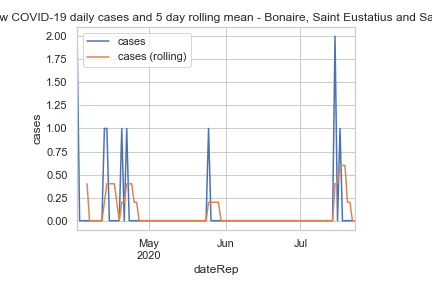 w COVID-19 daily cases and 5 day rolling mean - Bonaire, Saint Eustatius and Sa
cases
cases (rolling)
2.00
1.75
1.50
1.25
1.00
0.75
0.50
0.25
0.00
cases
May
2020
Jun
Jul
dateRep